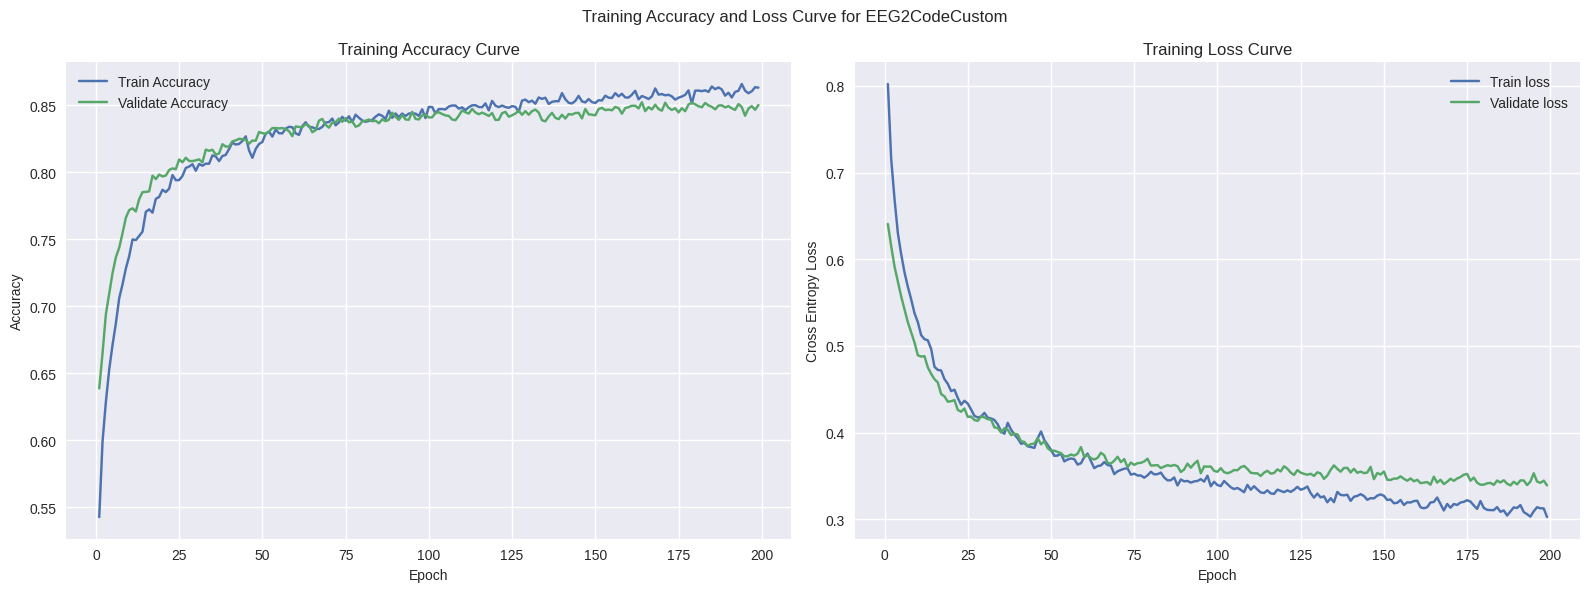 Training Accuracy and Loss Curve for EEG2CodeCustom
Training Accuracy Curve
Train Accuracy
Validate Accuracy
Accuracy
0.85
0.80
0.75
0.70
0.65
0.60
0.55
0 25 50 75 100 125 150 175 200
Epoch
Training Loss Curve
Train loss
Validate loss
Cross Entropy Loss
0.8
0.7
0.6
0.5
0.4
0.3
0 25 50 75 100 125 150 175 200
Epoch